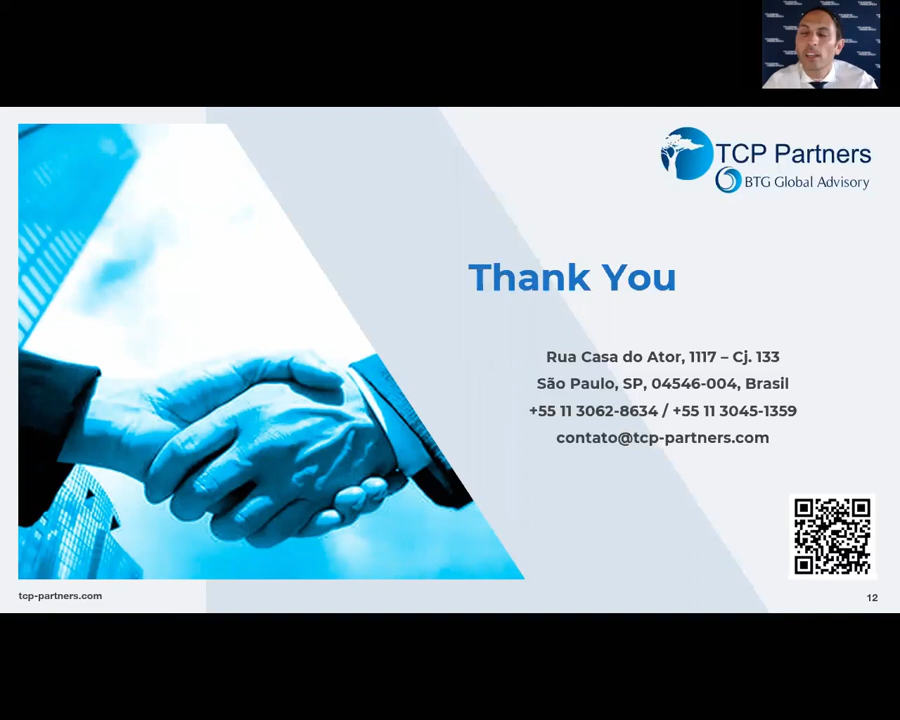 TCP Partners
BTG Global Advisory
Thank You
Rua Casa do Ator, 1117 – Cj. 133
São Paulo, SP, 04546-004, Brasil
+55 11 3062-8634 / +55 11 3045-1359
contato@tcp-partners.com
tcp-partners.com
12